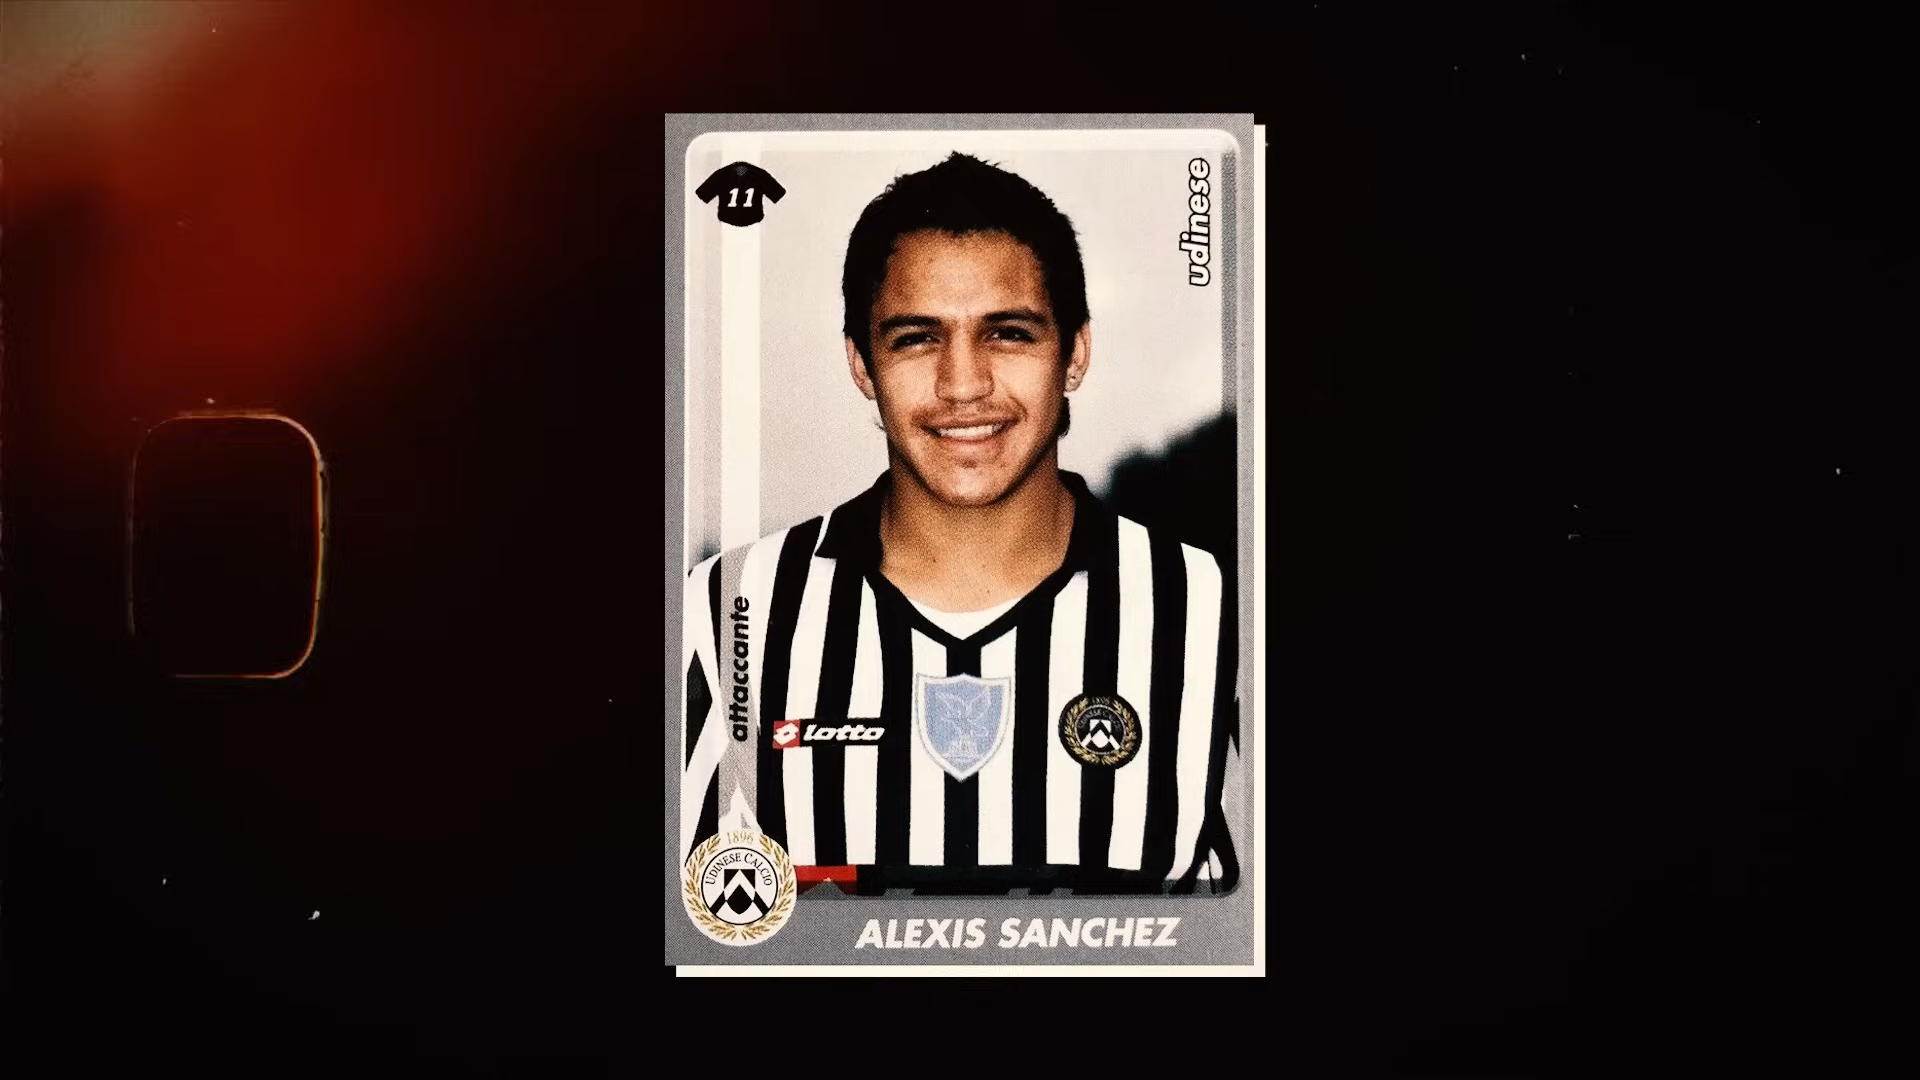 11
udinese
attaccante
lotto
1896
UDINESE CALCIO
ALEXIS SANCHEZ